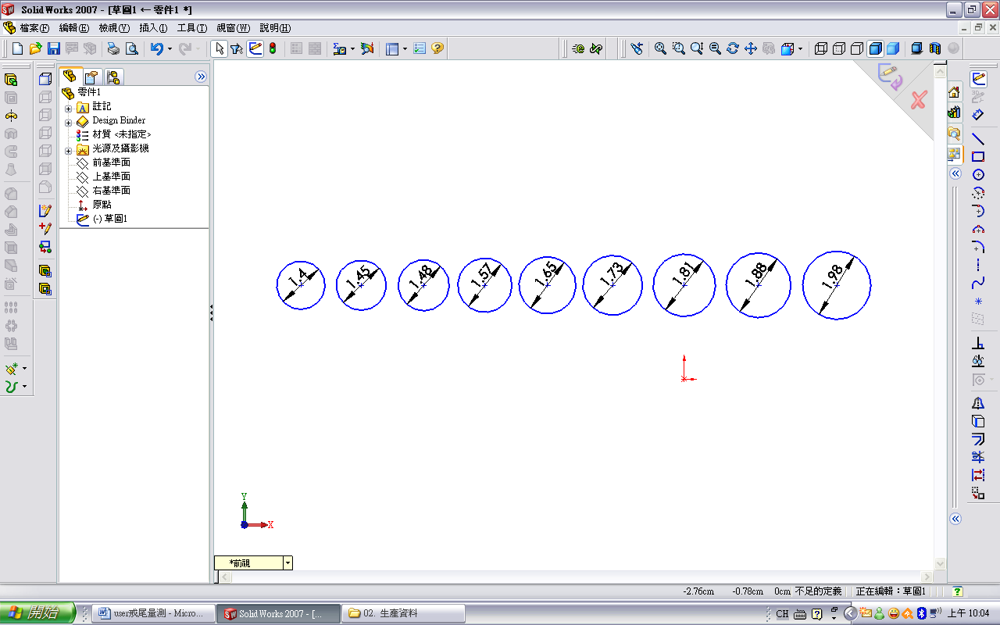 SolidWorks 2007 - [草圖1 ← 零件1 *]
檔案(F) 編輯(E) 檢視(V) 插入(I) 工具(T) 視窗(W) 說明(H)
零件1
A 註記
Design Binder
材質 <未指定>
光源及攝影機
前基準面
上基準面
右基準面
原點
(-) 草圖1
1.4 1.45 1.48 1.57 1.65 1.73 1.81 1.88 1.98
Y
X
*前視
-2.76cm -0.78cm 0cm 不足的定義 正在編輯：草圖1
開始 user戒尾量測 - Micro... SolidWorks 2007 - [... 02. 生產資料 CH 上午 10:04